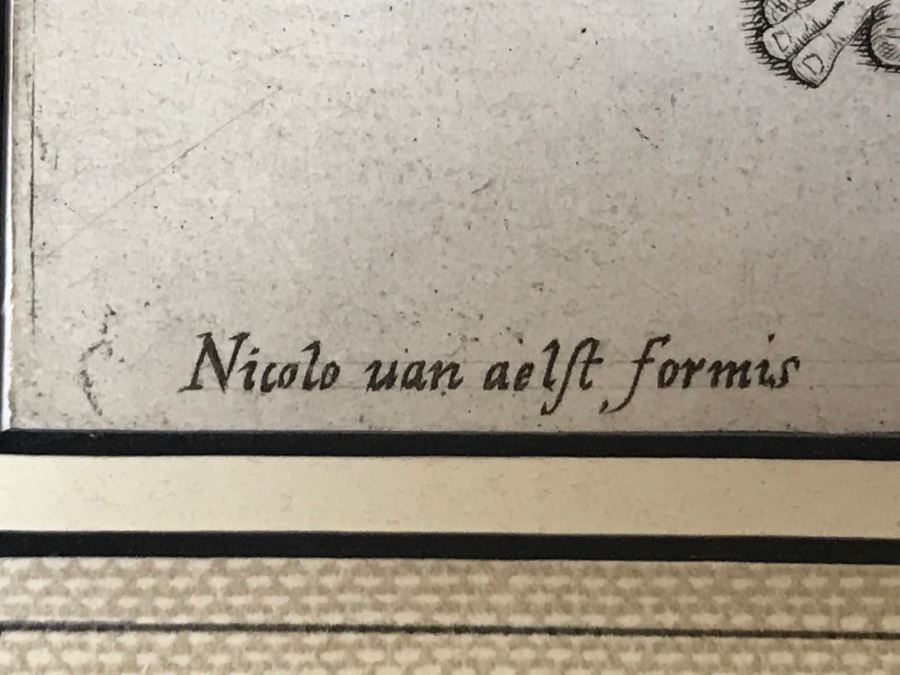 Nicolo uan aelſt, formis